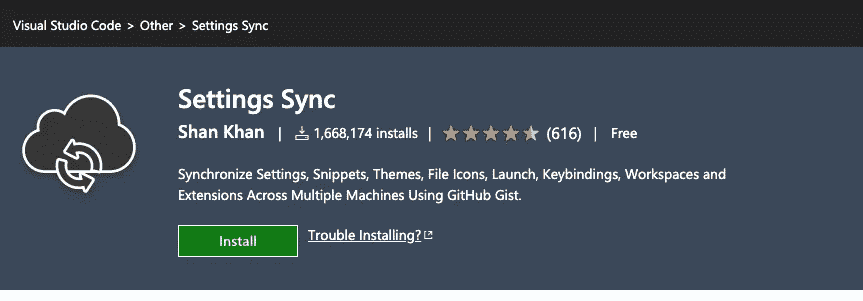 Visual Studio Code > Other > Settings Sync
Settings Sync
Shan Khan | 1,668,174 installs | (616) | Free
Synchronize Settings, Snippets, Themes, File Icons, Launch, Keybindings, Workspaces and
Extensions Across Multiple Machines Using GitHub Gist.
Install Trouble Installing?